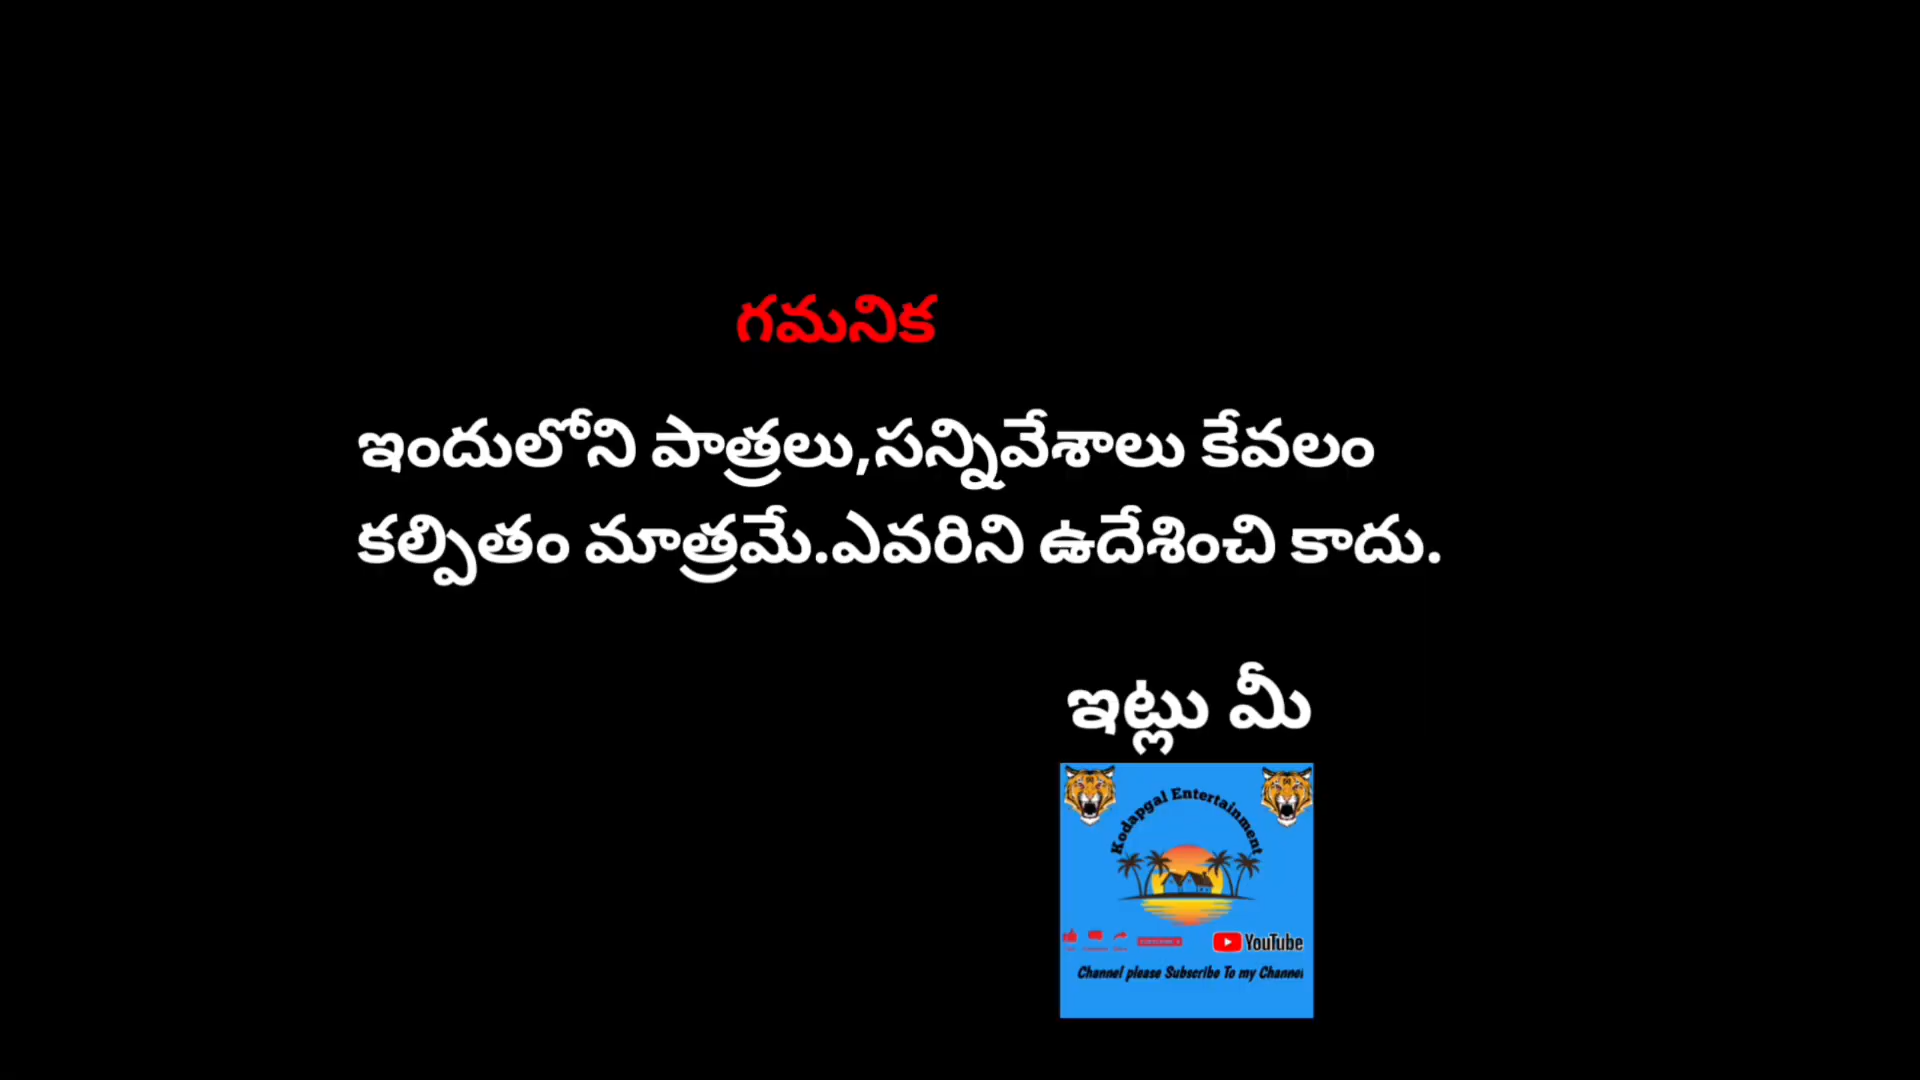 గమనిక
ఇందులోని పాత్రలు,సన్నివేశాలు కేవలం
కల్పితం మాత్రమే.ఎవరిని ఉదేశించి కాదు.
ఇట్లు మీ
Kodapgal Entertainment
YouTube
Channel please Subscribe To my Channel